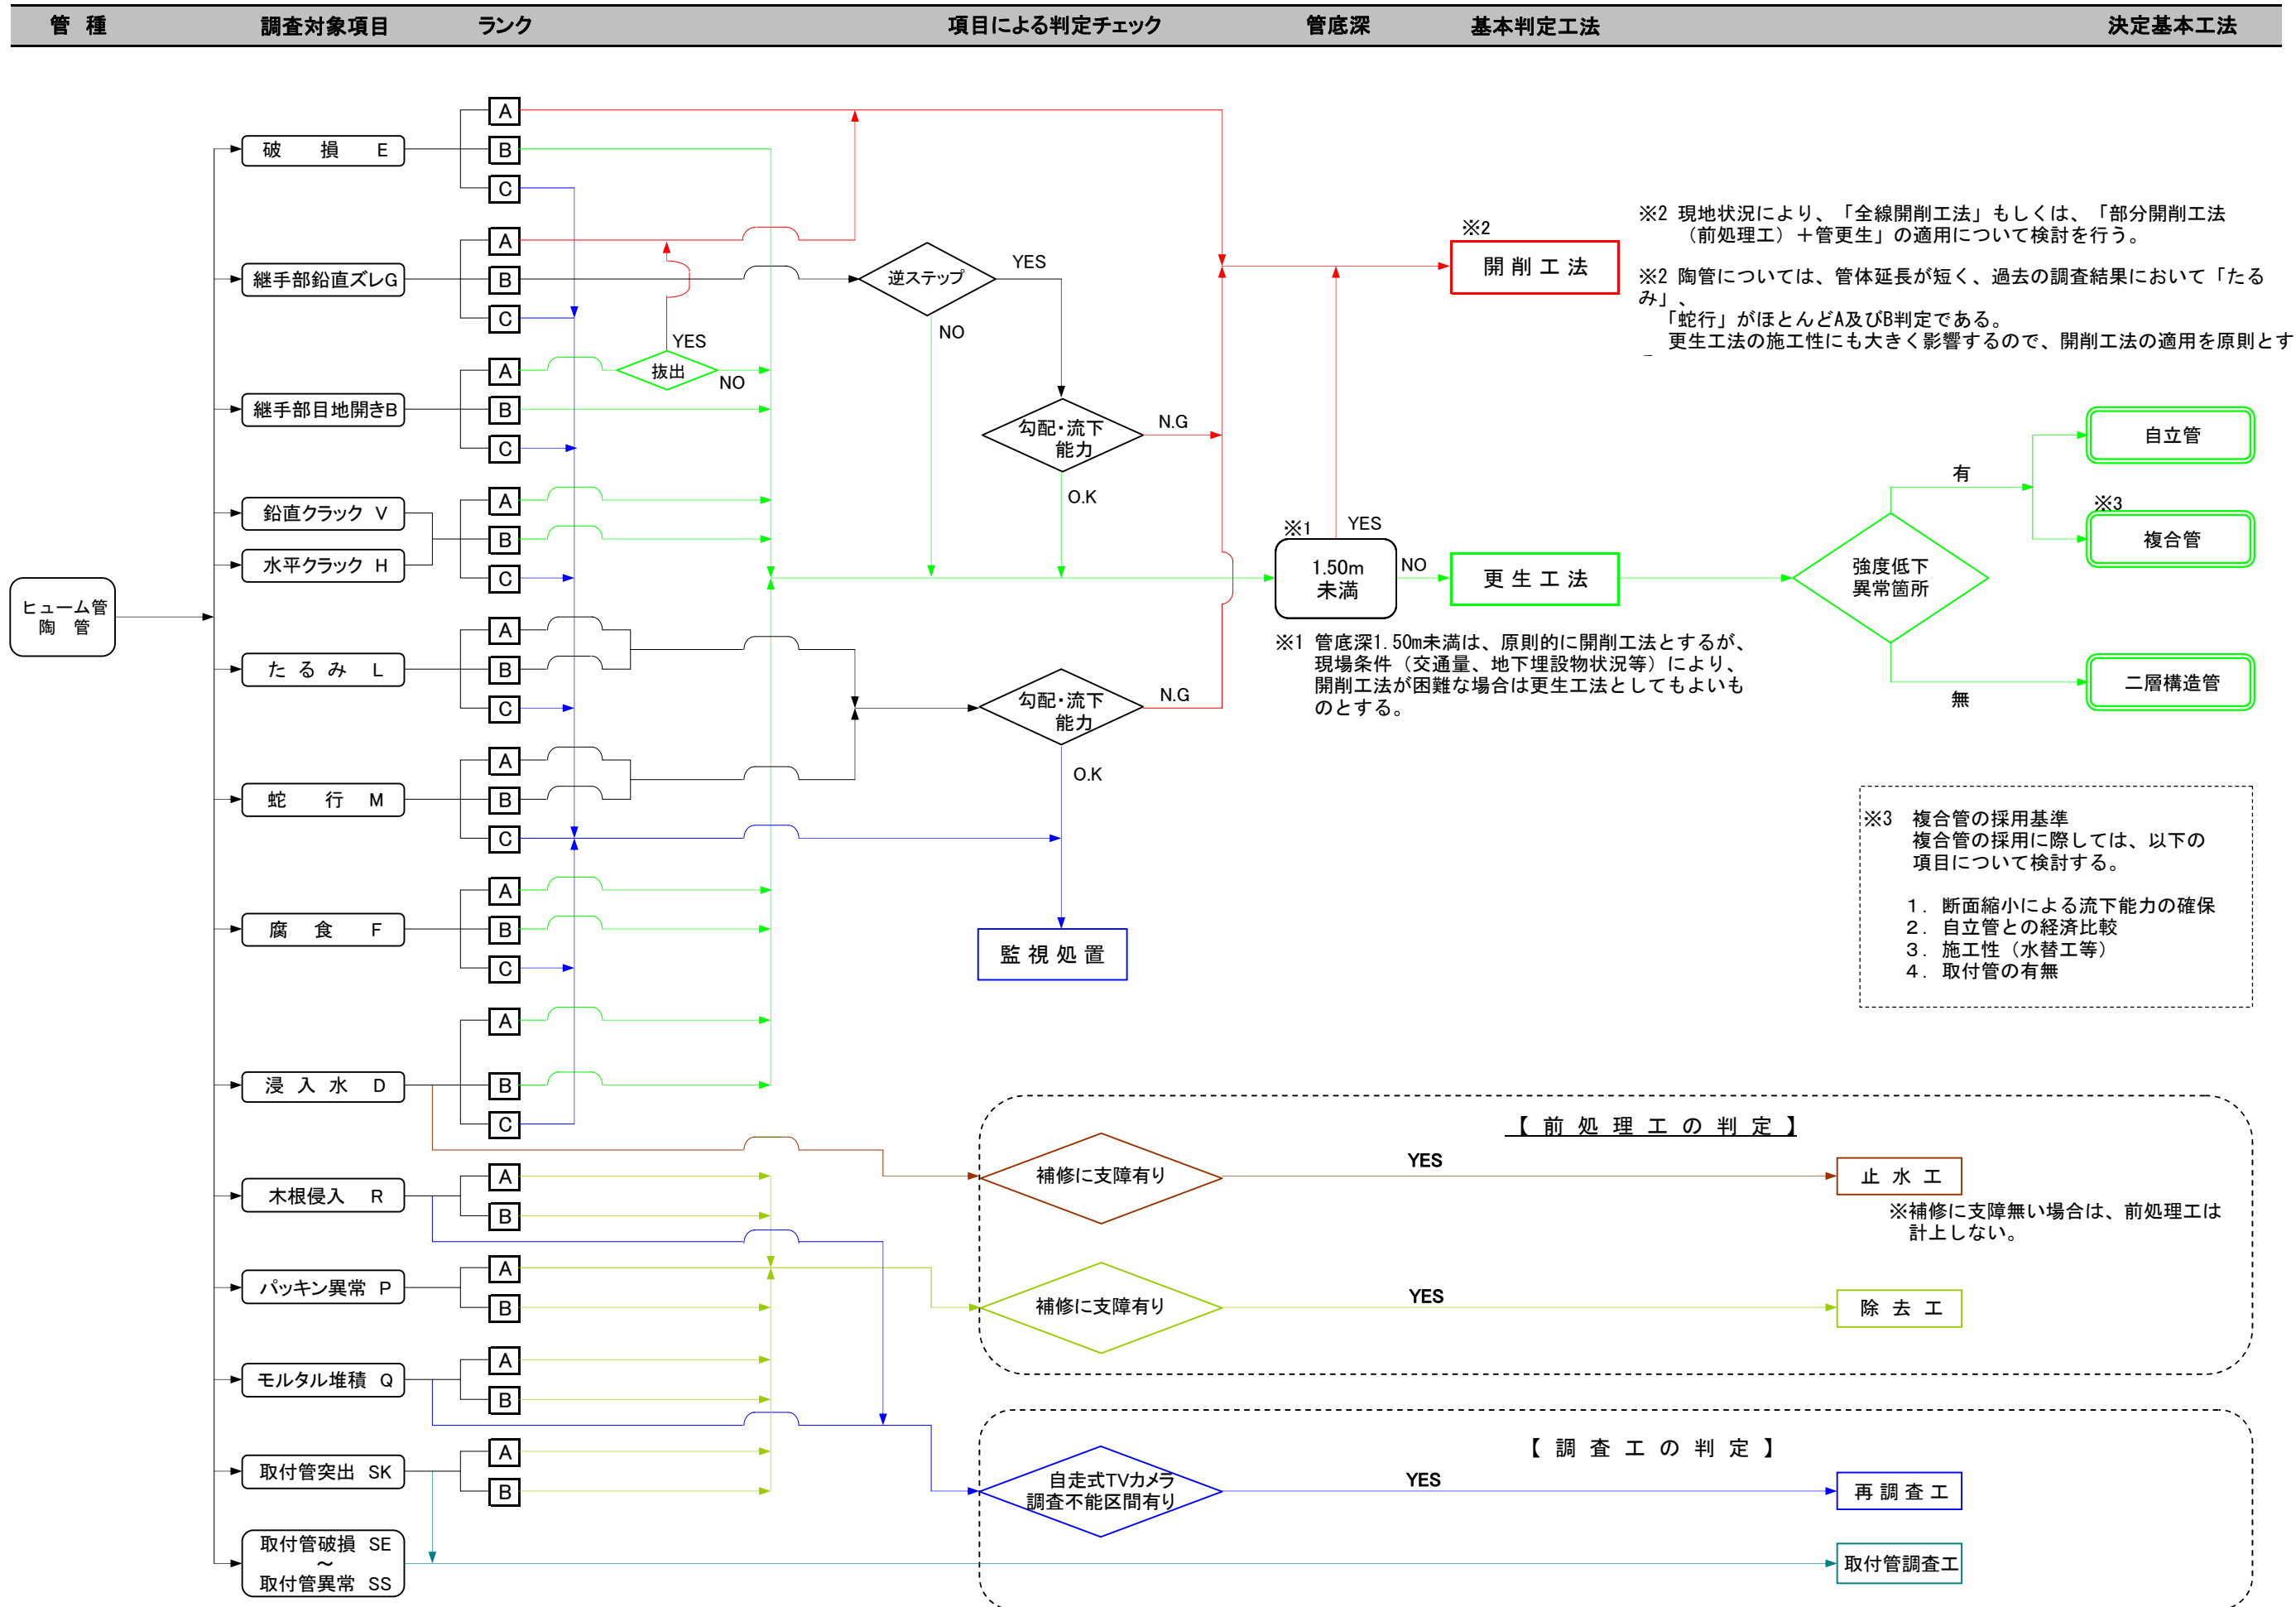 管 種 調査対象項目 ランク 項目による判定チェック 管底深 基本判定工法 決定基本工法
ヒューム管
陶 管
破 損 E
A
B
C
継手部鉛直ズレG
A
B
C
継手部目地開きB
A
B
C
鉛直クラック V
水平クラック H
A
B
C
た る み L
A
B
C
蛇 行 M
A
B
C
腐 食 F
A
B
C
浸 入 水 D
A
B
C
木根侵入 R
A
B
パッキン異常 P
A
B
モルタル堆積 Q
A
B
取付管突出 SK
A
B
取付管破損 SE
~
取付管異常 SS
抜出
YES
NO
逆ステップ
YES
NO
勾配・流下
能力
N.G
O.K
勾配・流下
能力
N.G
O.K
監 視 処 置
※1
1.50m
未満
YES
NO
※1 管底深1.50m未満は、原則的に開削工法とするが、
現場条件(交通量、地下埋設物状況等)により、
開削工法が困難な場合は更生工法としてもよいも
のとする。
※2
開 削 工 法
※2 現地状況により、「全線開削工法」もしくは、「部分開削工法
(前処理工)+管更生」の適用について検討を行う。
※2 陶管については、管体延長が短く、過去の調査結果において「たる
み」、
「蛇行」がほとんどA及びB判定である。
更生工法の施工性にも大きく影響するので、開削工法の適用を原則とす
更 生 工 法
強度低下
異常箇所
有
無
自立管
※3
複合管
二層構造管
※3 複合管の採用基準
複合管の採用に際しては、以下の
項目について検討する。
1. 断面縮小による流下能力の確保
2. 自立管との経済比較
3. 施工性(水替工等)
4. 取付管の有無
【 前 処 理 工 の 判 定 】
補修に支障有り
YES
止 水 工
※補修に支障無い場合は、前処理工は
計上しない。
補修に支障有り
YES
除 去 工
【 調 査 工 の 判 定 】
自走式TVカメラ
調査不能区間有り
YES
再 調 査 工
取付管調査工